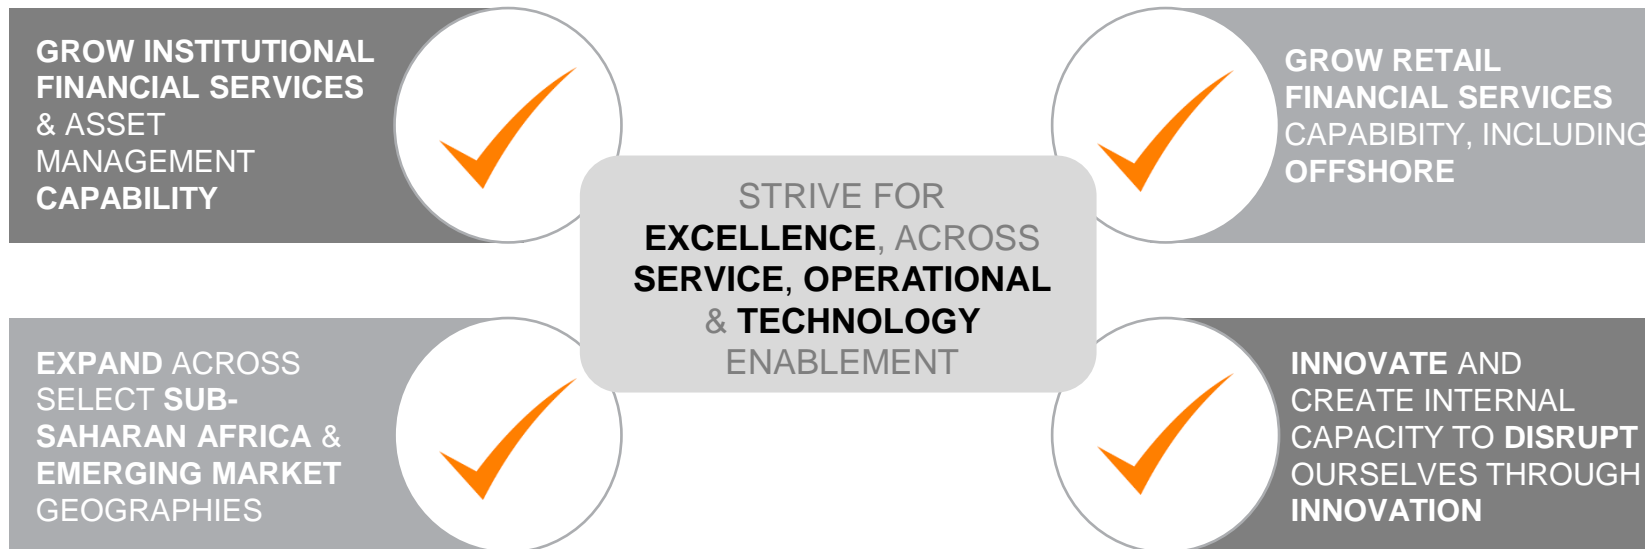 GROW INSTITUTIONAL
FINANCIAL SERVICES
& ASSET
MANAGEMENT
CAPABILITY
GROW RETAIL
FINANCIAL SERVICES
CAPABIBITY, INCLUDING
OFFSHORE
STRIVE FOR
EXCELLENCE, ACROSS
SERVICE, OPERATIONAL
& TECHNOLOGY
ENABLEMENT
EXPAND ACROSS
SELECT SUB-
SAHARAN AFRICA &
EMERGING MARKET
GEOGRAPHIES
INNOVATE AND
CREATE INTERNAL
CAPACITY TO DISRUPT
OURSELVES THROUGH
INNOVATION